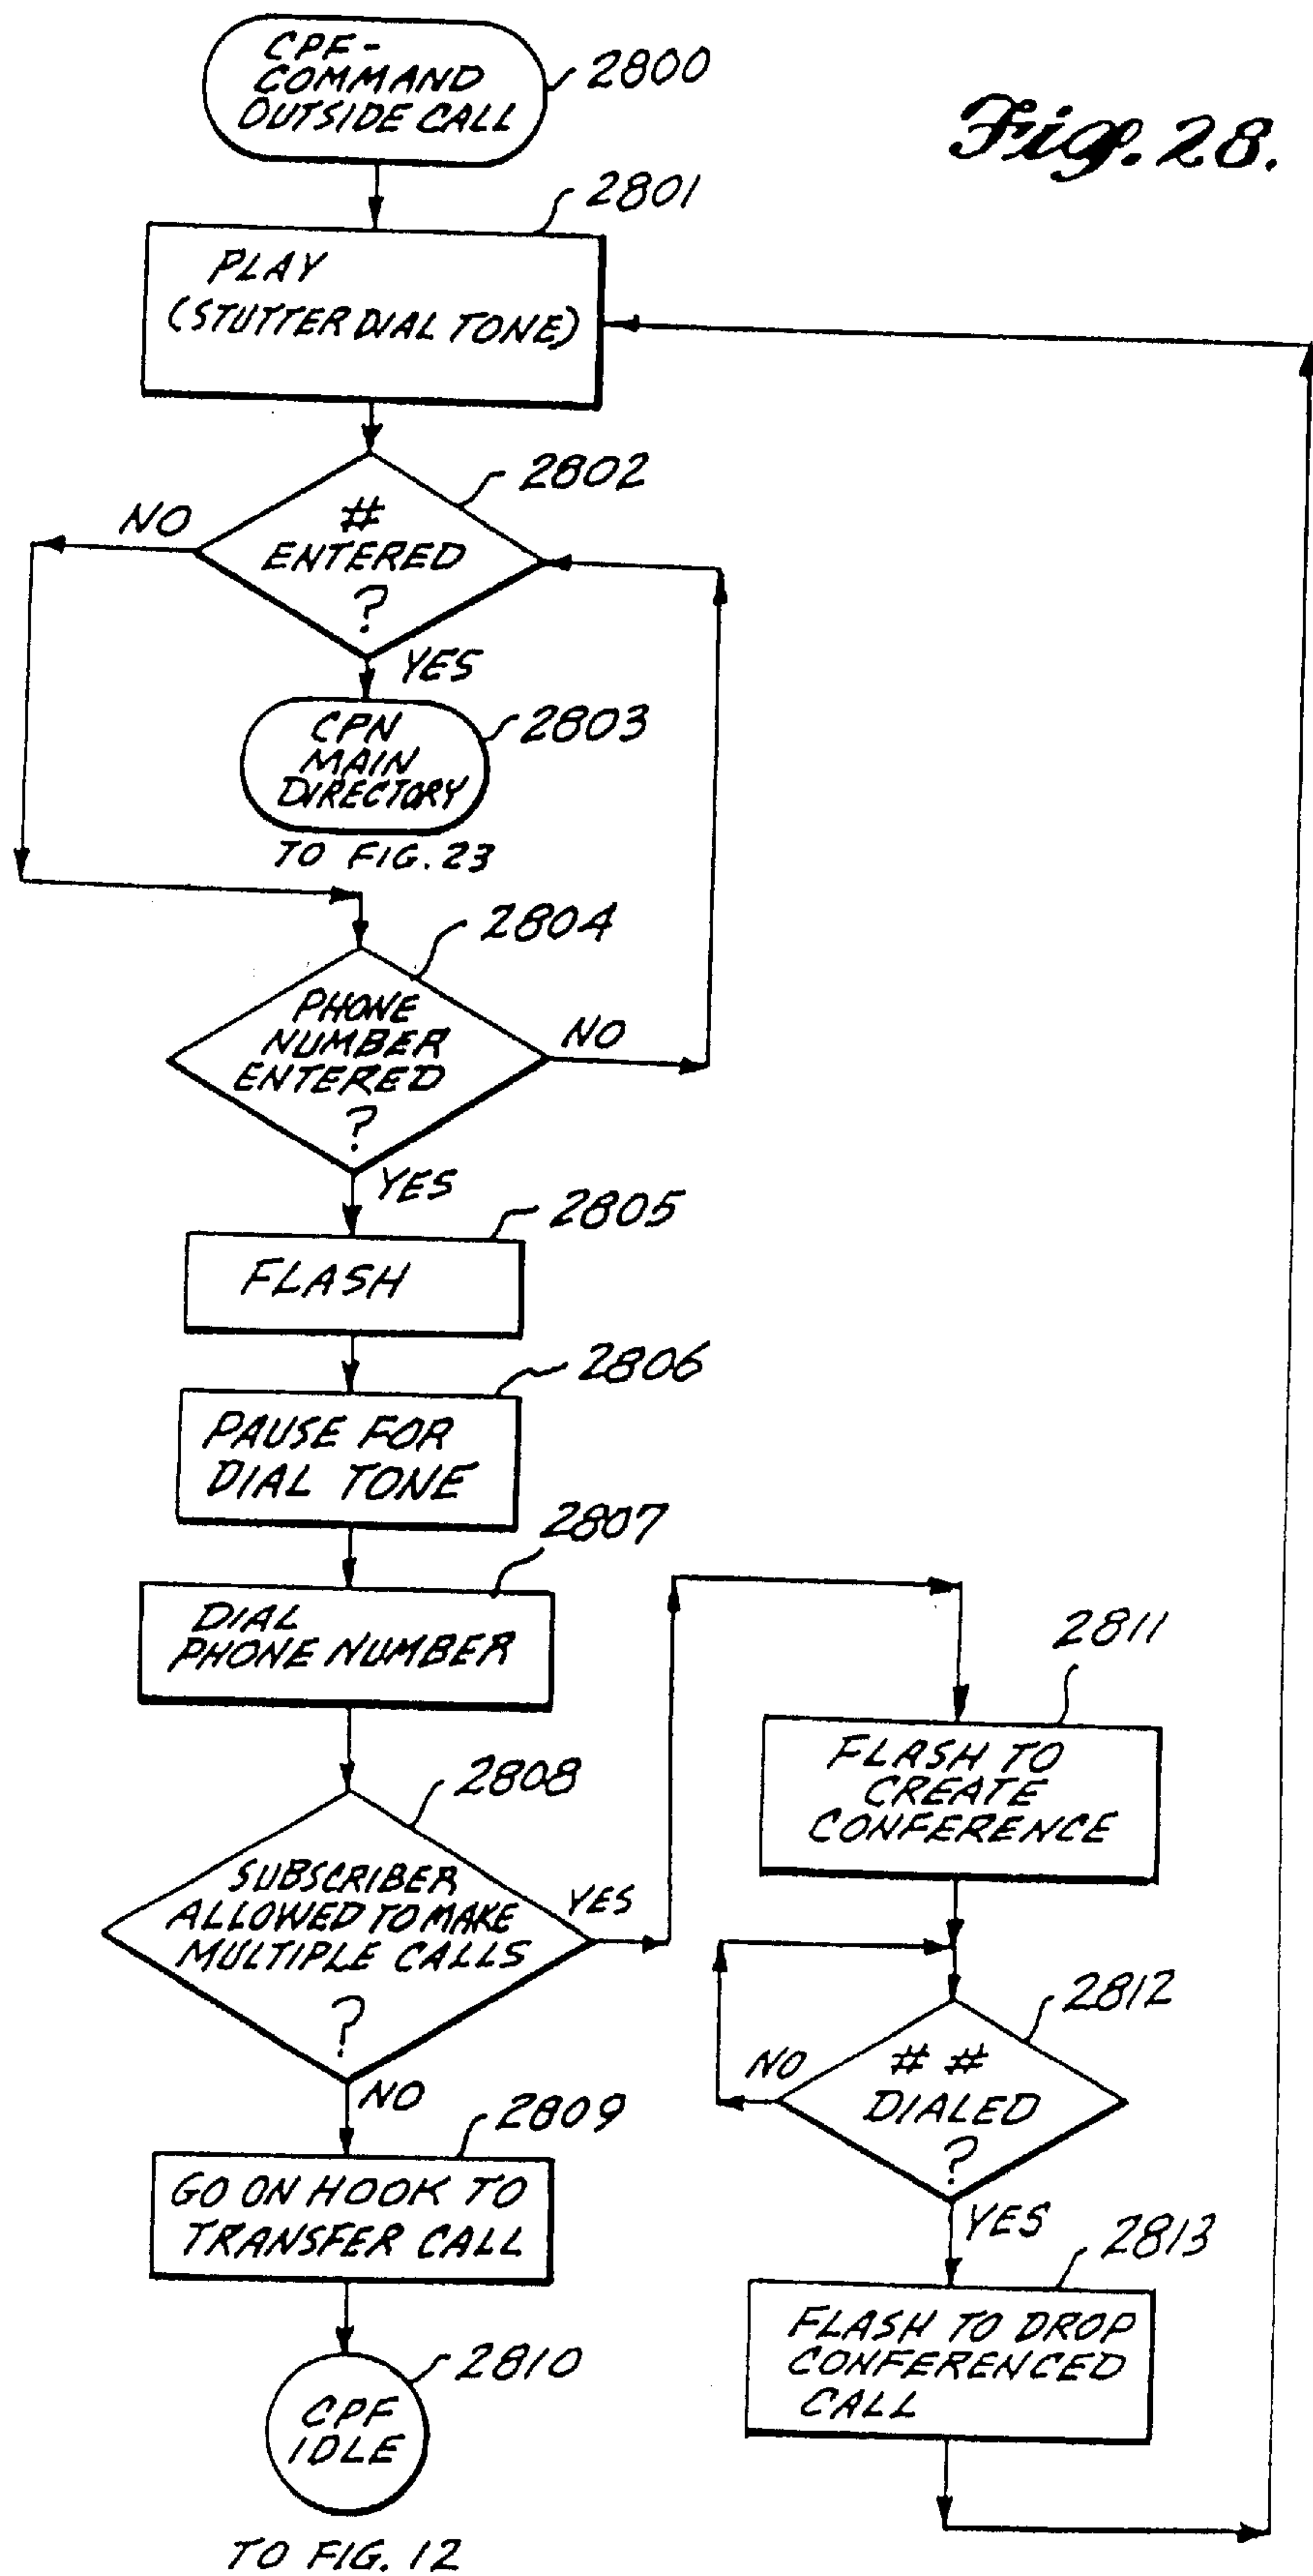 CPF-
COMMAND
OUTSIDE CALL
2800
Fig. 28.
2801
PLAY
(STUTTER DIAL TONE)
2802
NO
#
ENTERED
?
YES
2803
CPN
MAIN
DIRECTORY
TO FIG. 23
2804
PHONE
NUMBER
ENTERED
?
NO
YES
2805
FLASH
2806
PAUSE FOR
DIAL TONE
2807
DIAL
PHONE NUMBER
2808
SUBSCRIBER
ALLOWED TO MAKE
MULTIPLE CALLS
?
YES
NO
2809
GO ON HOOK TO
TRANSFER CALL
2810
CPF
IDLE
TO FIG. 12
2811
FLASH TO
CREATE
CONFERENCE
2812
NO
# #
DIALED
?
YES
2813
FLASH TO DROP
CONFERENCED
CALL